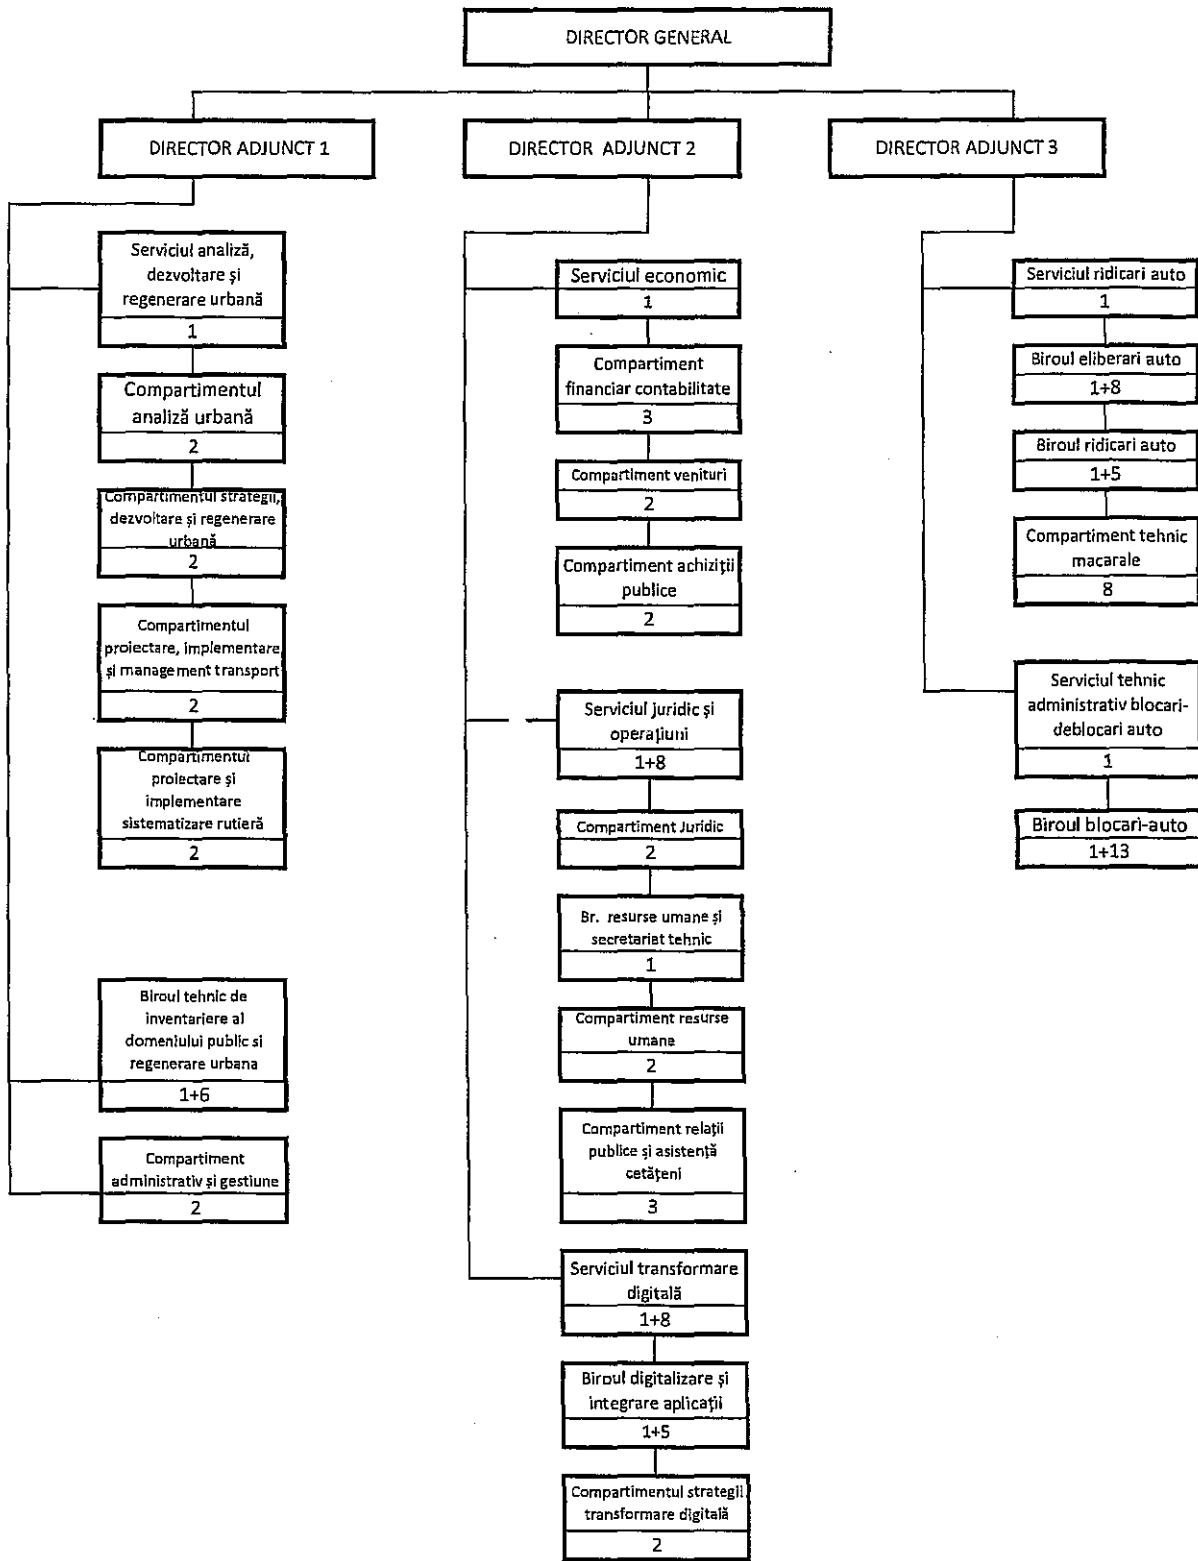 DIRECTOR GENERAL
DIRECTOR ADJUNCT 1
DIRECTOR ADJUNCT 2
DIRECTOR ADJUNCT 3
Serviciul analiză,
dezvoltare și
regenerare urbană
1
Compartimentul
analiză urbană
2
Compartimentul strategii,
dezvoltare și regenerare
urbană
2
Compartimentul
proiectare, implementare
și management transport
2
Compartimentul
proiectare și
implementare
sistematizare rutieră
2
Biroul tehnic de
inventariere al
domeniului public si
regenerare urbana
1+6
Compartiment
administrativ și gestiune
2
Serviciul economic
1
Compartiment
financiar contabilitate
3
Compartiment venituri
2
Compartiment achiziții
publice
2
Serviciul juridic și
operațiuni
1+8
Compartiment Juridic
2
Br. resurse umane și
secretariat tehnic
1
Compartiment resurse
umane
2
Compartiment relații
publice și asistență
cetățeni
3
Serviciul transformare
digitală
1+8
Biroul digitalizare și
integrare aplicații
1+5
Compartimentul strategii
transformare digitală
2
Serviciul ridicari auto
1
Biroul eliberari auto
1+8
Biroul ridicari auto
1+5
Compartiment tehnic
macarale
8
Serviciul tehnic
administrativ blocari-
deblocari auto
1
Biroul blocari-auto
1+13